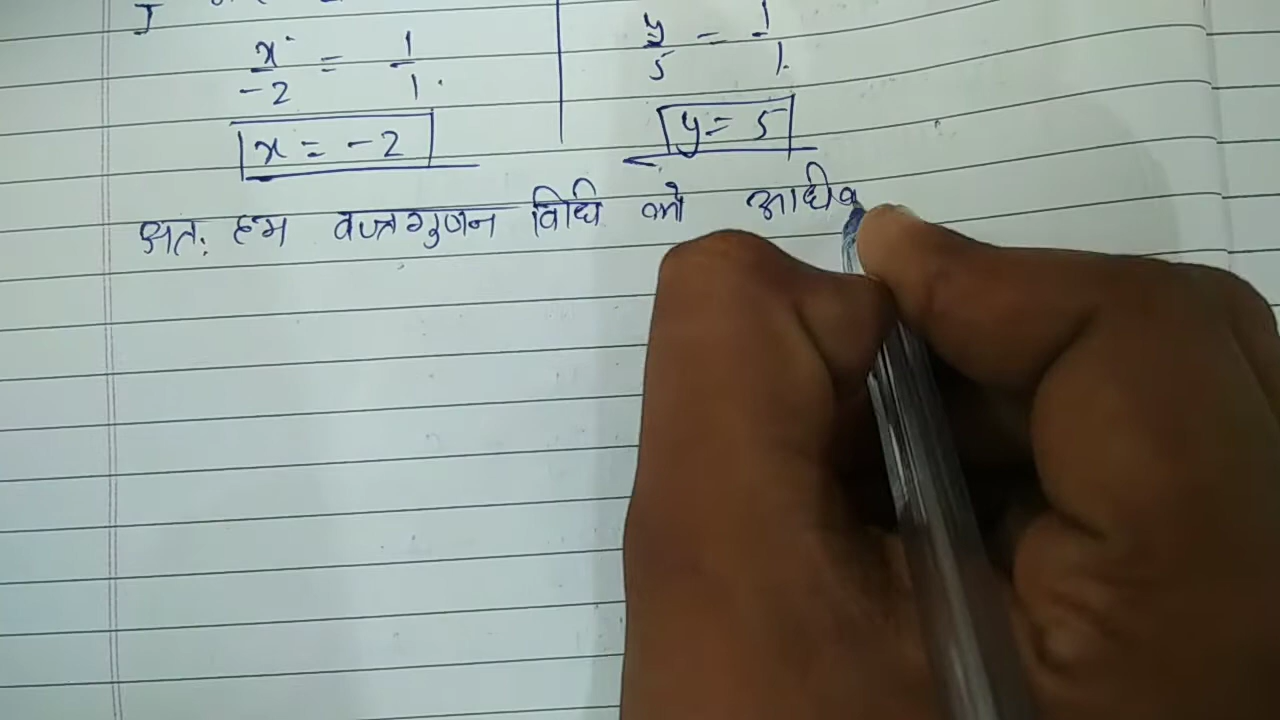 x/-2 = 1/1.
x = -2
y/5 = 1/1.
y = 5
अतः हम वज्रगुणन विधि को